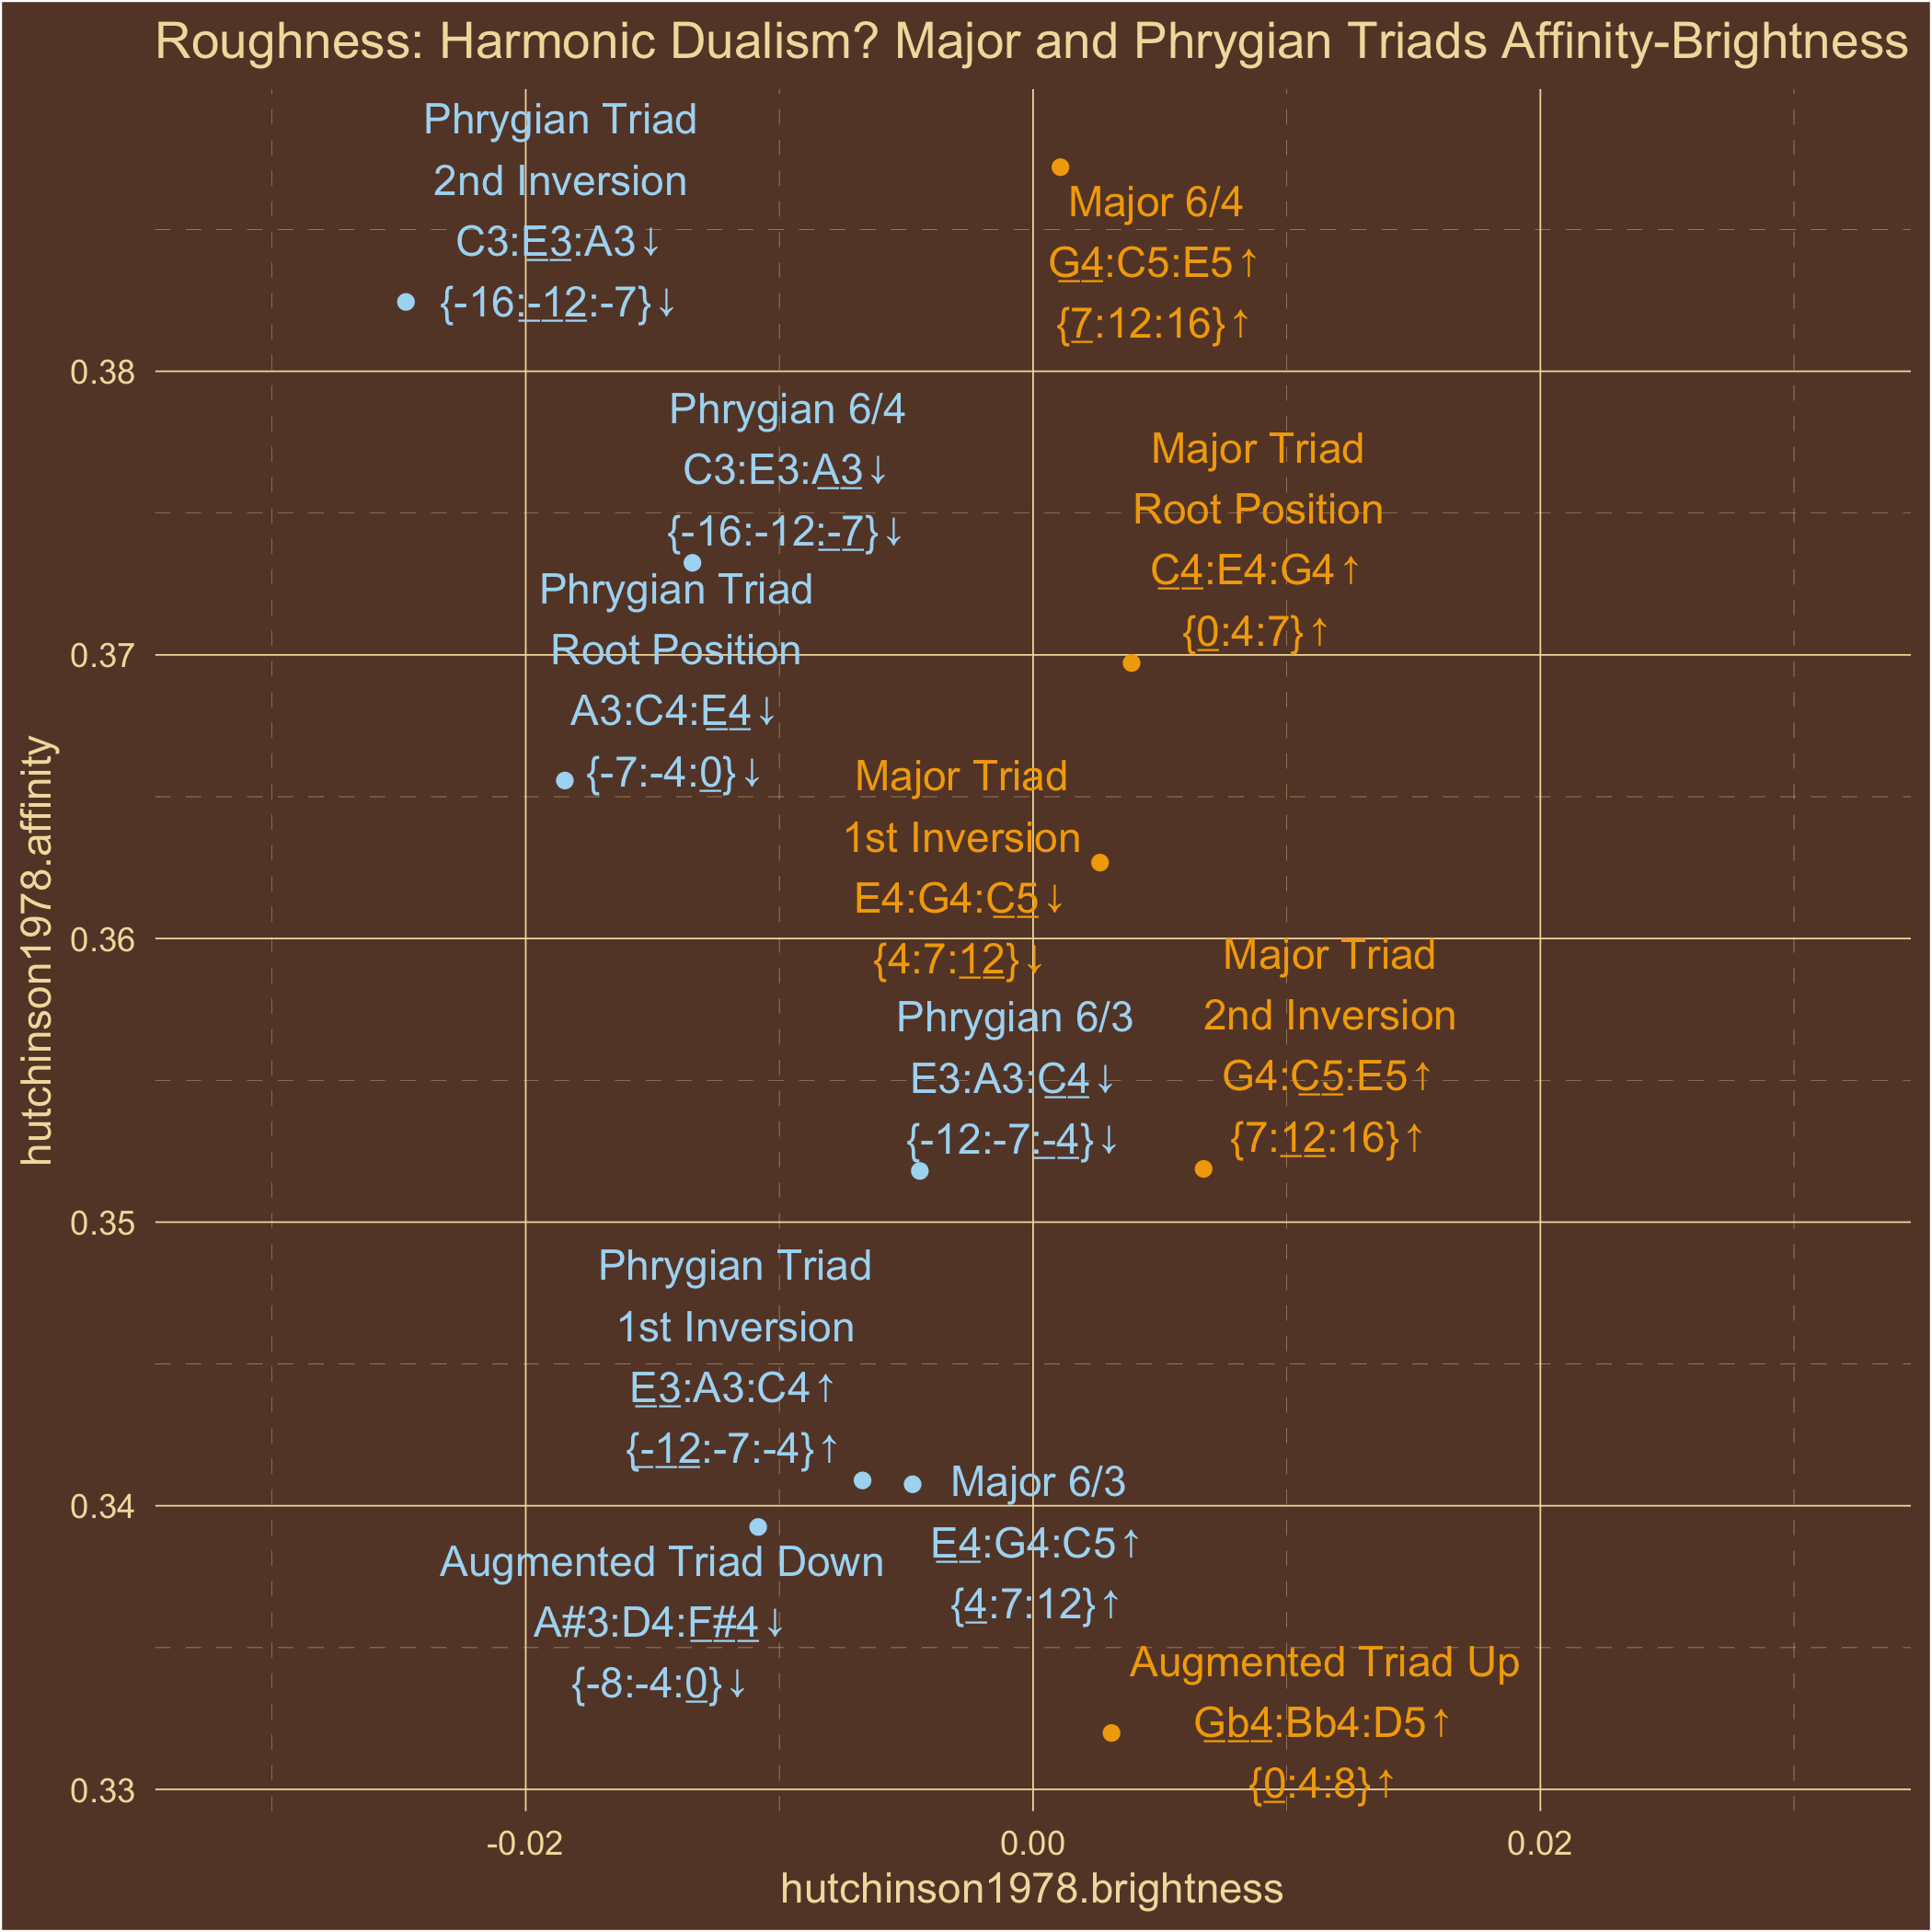 Roughness: Harmonic Dualism? Major and Phrygian Triads Affinity-Brightness
Phrygian Triad
2nd Inversion
C3:E3:A3↓
{-16:-12:-7}↓
Major 6/4
G4:C5:E5↑
{7:12:16}↑
0.38
Phrygian 6/4
C3:E3:A3↓
{-16:-12:-7}↓
Major Triad
Root Position
C4:E4:G4↑
{0:4:7}↑
Phrygian Triad
Root Position
A3:C4:E4↓
{-7:-4:0}↓
0.37
Major Triad
1st Inversion
E4:G4:C5↓
{4:7:12}↓
0.36
Major Triad
2nd Inversion
G4:C5:E5↑
{7:12:16}↑
Phrygian 6/3
E3:A3:C4↓
{-12:-7:-4}↓
0.35
Phrygian Triad
1st Inversion
E3:A3:C4↑
{-12:-7:-4}↑
Major 6/3
E4:G4:C5↑
{4:7:12}↑
0.34
Augmented Triad Down
A#3:D4:F#4↓
{-8:-4:0}↓
Augmented Triad Up
Gb4:Bb4:D5↑
{0:4:8}↑
0.33
hutchinson1978.affinity
-0.02
0.00
0.02
hutchinson1978.brightness